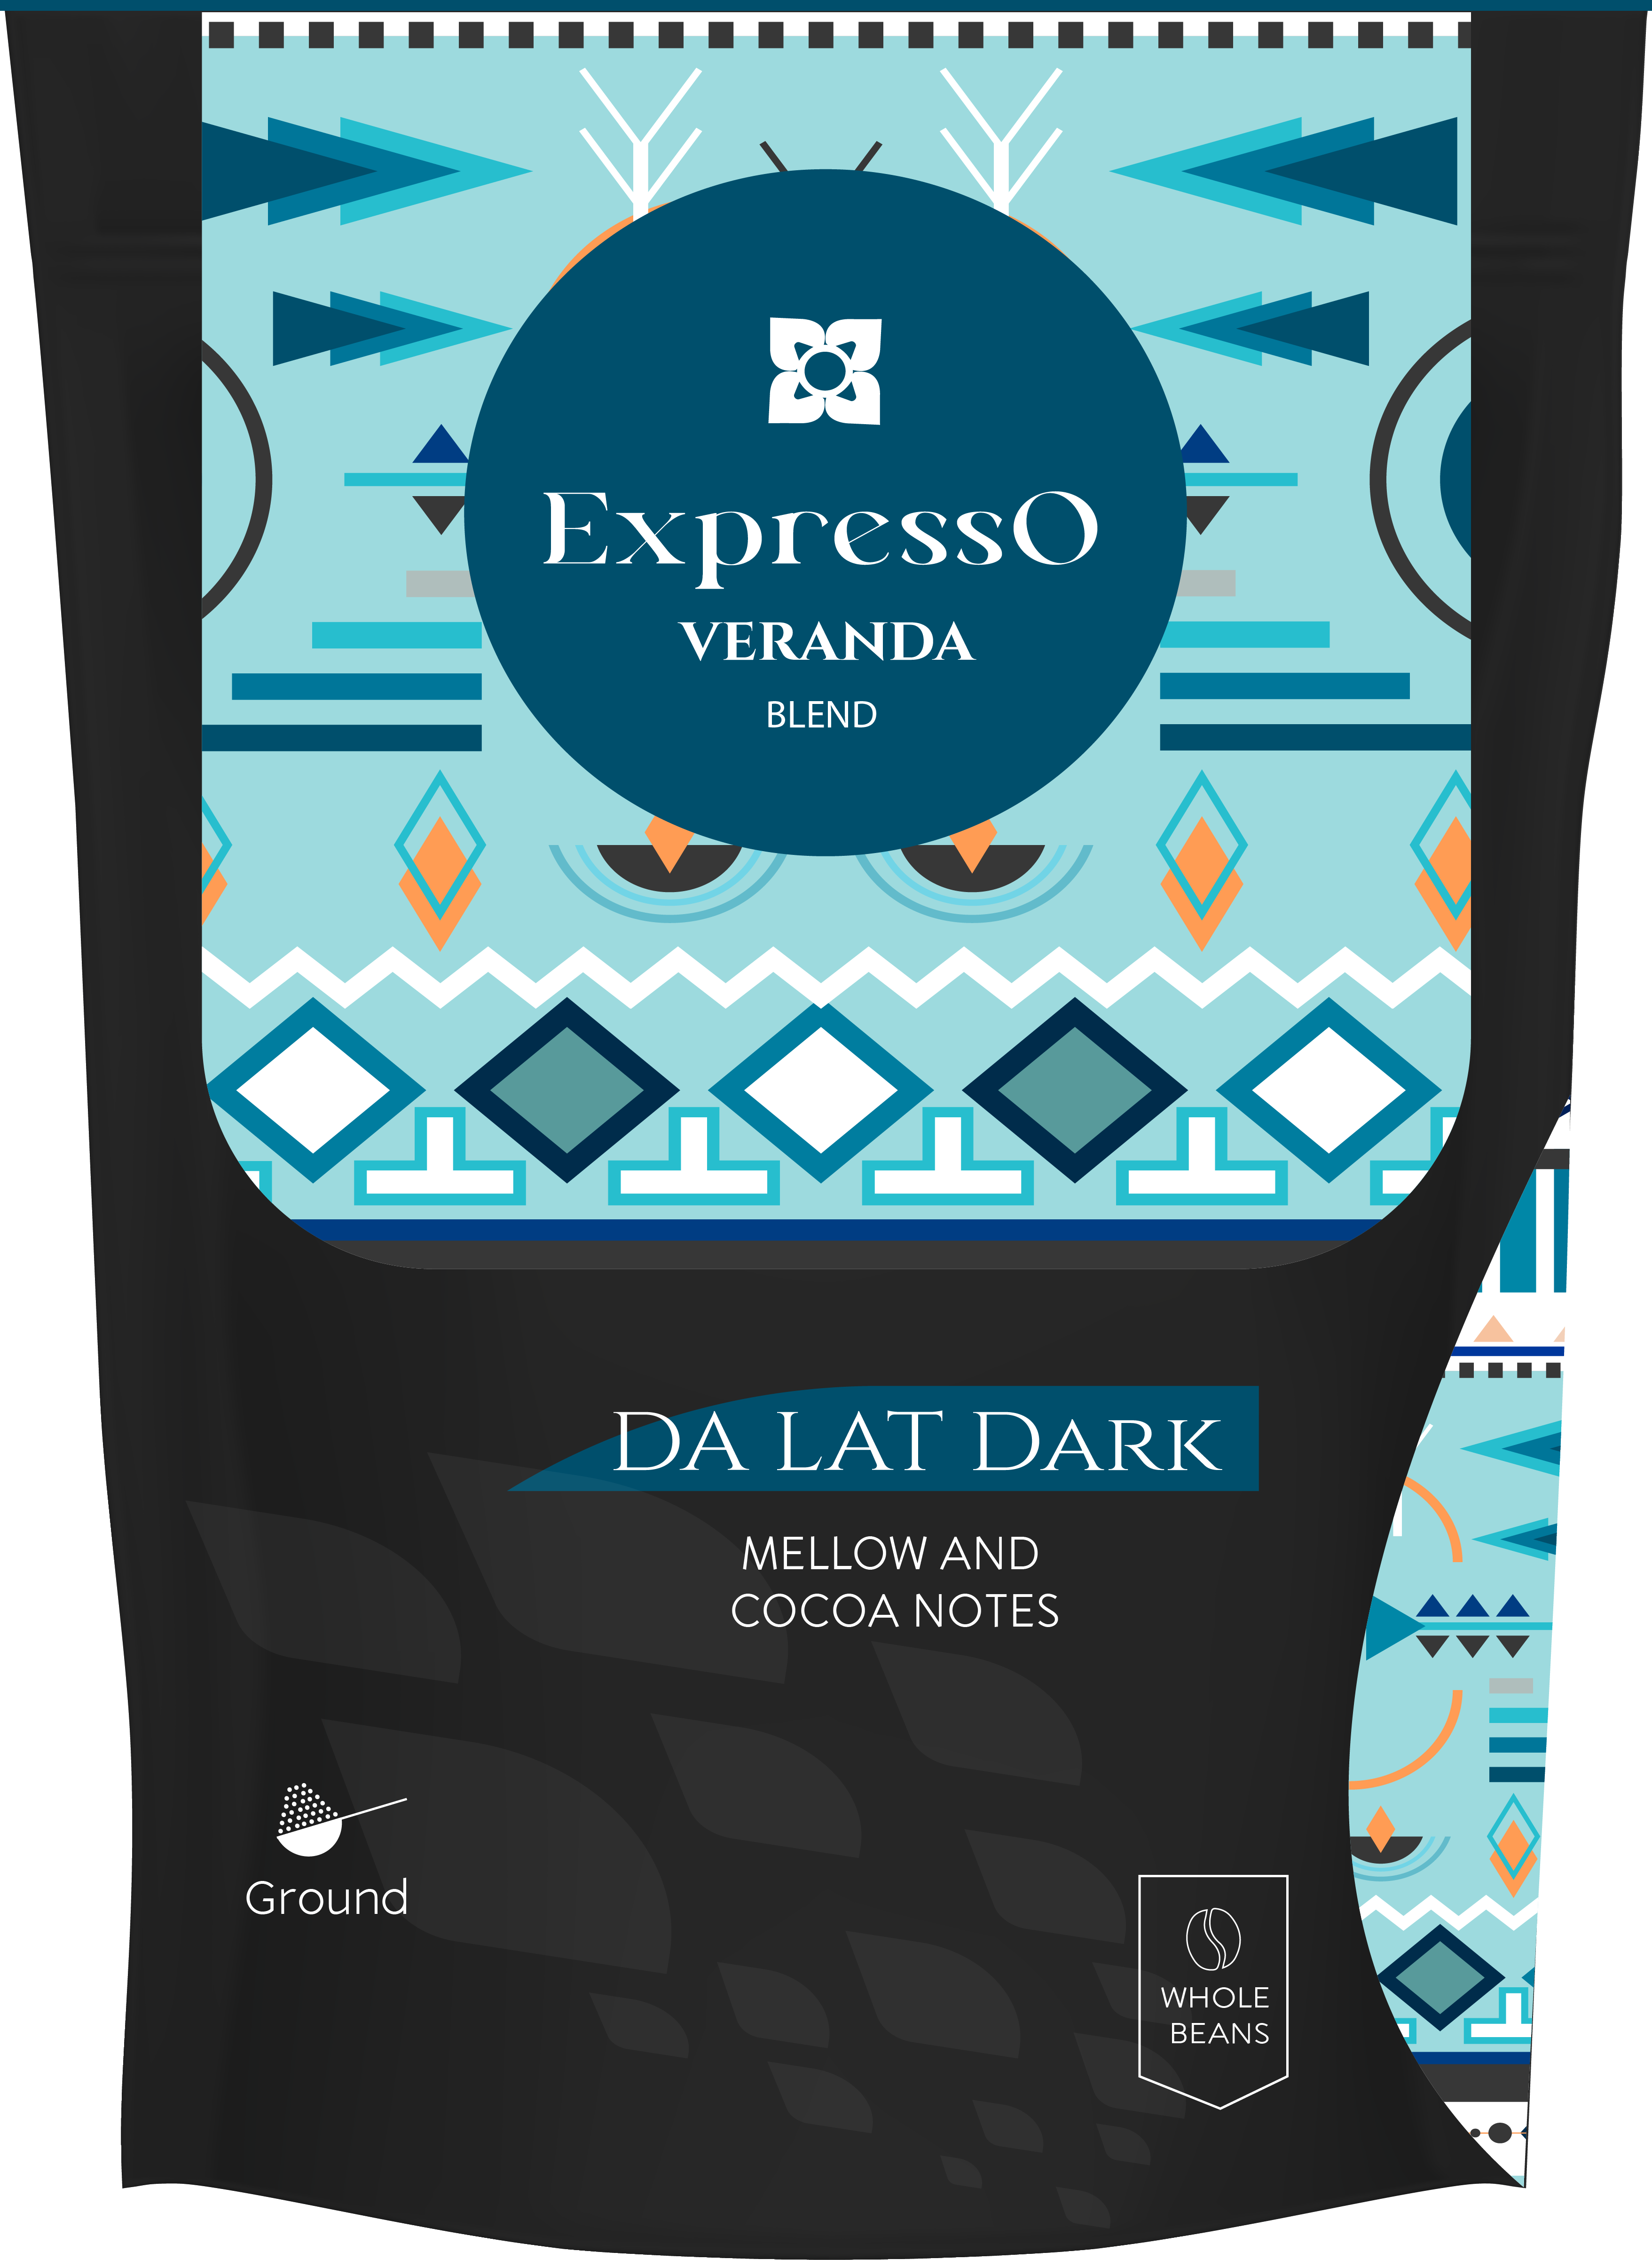 ExpressO
VERANDA
BLEND
DA LAT DARK
MELLOW AND
COCOA NOTES
Ground
WHOLE
BEANS